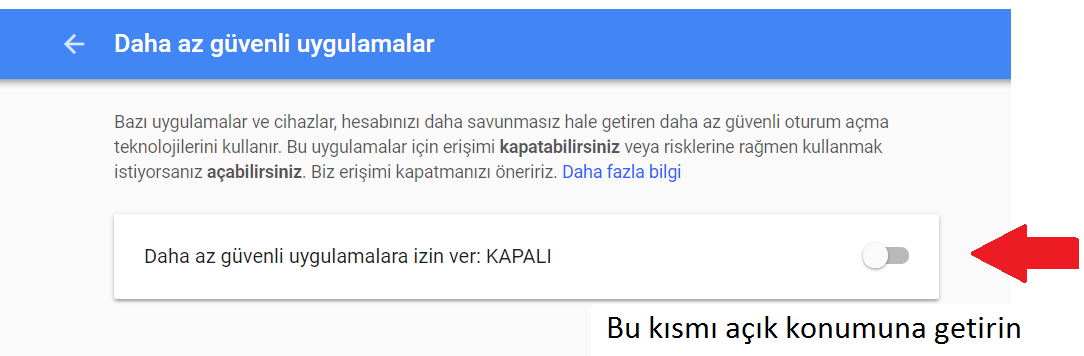 Daha az güvenli uygulamalar
Bazı uygulamalar ve cihazlar, hesabınızı daha savunmasız hale getiren daha az güvenli oturum açma
teknolojilerini kullanır. Bu uygulamalar için erişimi kapatabilirsiniz veya risklerine rağmen kullanmak
istiyorsanız açabilirsiniz. Biz erişimi kapatmanızı öneririz. Daha fazla bilgi
Daha az güvenli uygulamalara izin ver: KAPALI
Bu kısmı açık konumuna getirin